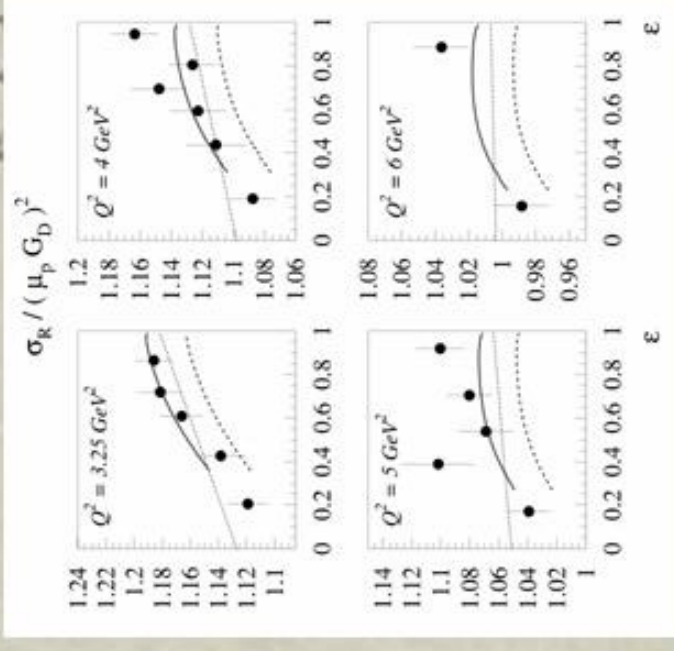 σ_R / ( μ_p G_D )²
Q² = 3.25 GeV²
1.24
1.22
1.2
1.18
1.16
1.14
1.12
1.1
0 0.2 0.4 0.6 0.8 1
Q² = 4 GeV²
1.2
1.18
1.16
1.14
1.12
1.1
1.08
1.06
0 0.2 0.4 0.6 0.8 1
Q² = 5 GeV²
1.14
1.12
1.1
1.08
1.06
1.04
1.02
1
0 0.2 0.4 0.6 0.8 1
ε
Q² = 6 GeV²
1.08
1.06
1.04
1.02
1
0.98
0.96
0 0.2 0.4 0.6 0.8 1
ε